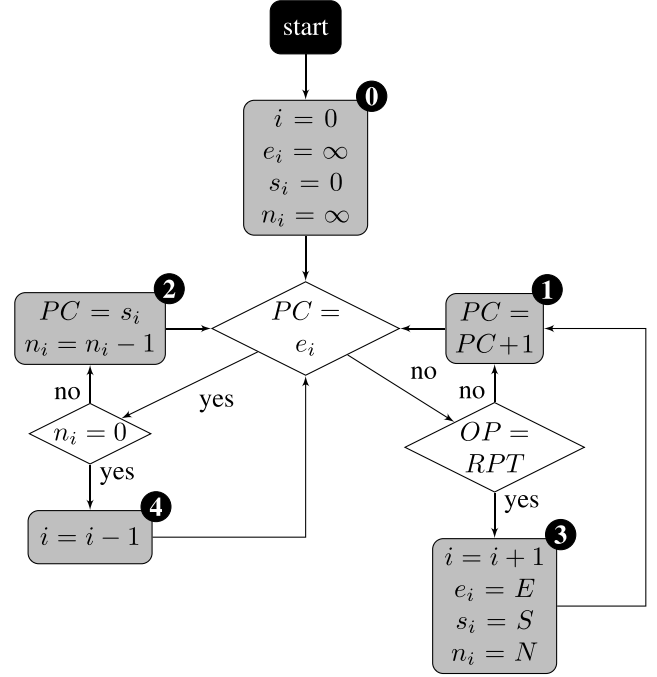 start
0
i = 0
e_i = ∞
s_i = 0
n_i = ∞
2
PC = s_i
n_i = n_i − 1
PC =
e_i
1
PC =
PC+1
no
yes
no
no
n_i = 0
OP =
RPT
yes
yes
4
i = i − 1
3
i = i + 1
e_i = E
s_i = S
n_i = N